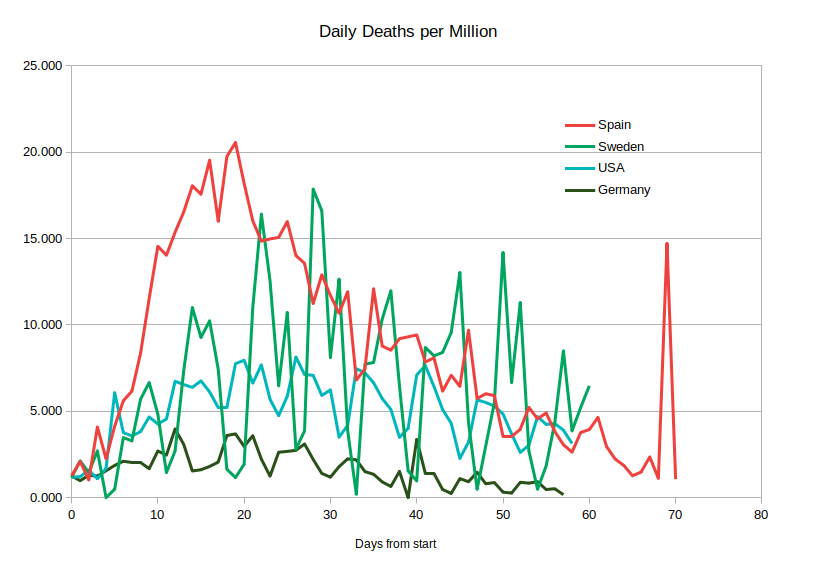 Daily Deaths per Million
25.000
20.000
15.000
10.000
5.000
0.000
Spain
Sweden
USA
Germany
0 10 20 30 40 50 60 70 80
Days from start